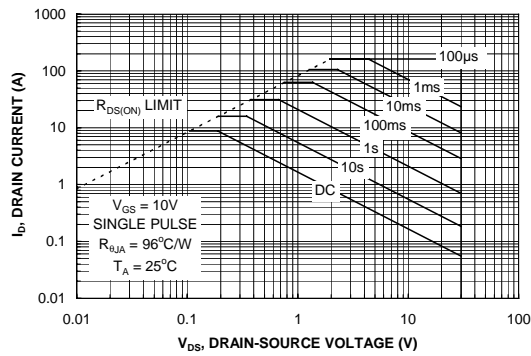 1000
100
10
1
0.1
0.01
I_D, DRAIN CURRENT (A)
R_DS(ON) LIMIT
100µs
1ms
10ms
100ms
1s
10s
DC
V_GS = 10V
SINGLE PULSE
R_θJA = 96°C/W
T_A = 25°C
0.01
0.1
1
10
100
V_DS, DRAIN-SOURCE VOLTAGE (V)